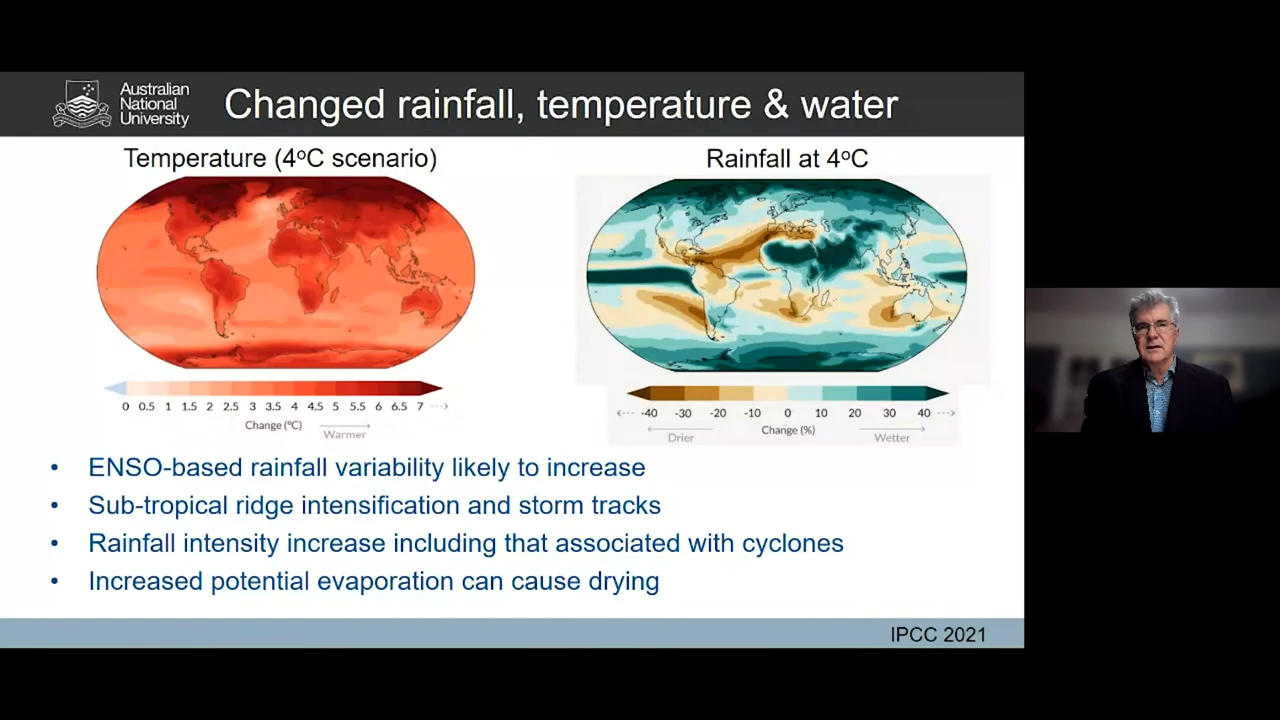 Australian
National
University
Changed rainfall, temperature & water
Temperature (4°C scenario)
Rainfall at 4°C
0 0.5 1 1.5 2 2.5 3 3.5 4 4.5 5 5.5 6 6.5 7
Change (°C)
Warmer
-40 -30 -20 -10 0 10 20 30 40
Change (%)
Drier
Wetter
• ENSO-based rainfall variability likely to increase
• Sub-tropical ridge intensification and storm tracks
• Rainfall intensity increase including that associated with cyclones
• Increased potential evaporation can cause drying
IPCC 2021